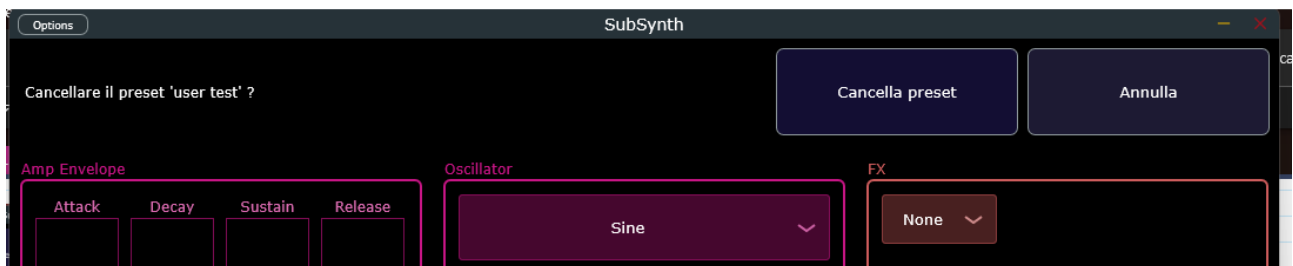 Options
SubSynth
Cancellare il preset 'user test' ?
Cancella preset
Annulla
Amp Envelope
Oscillator
FX
Attack Decay Sustain Release
Sine
None